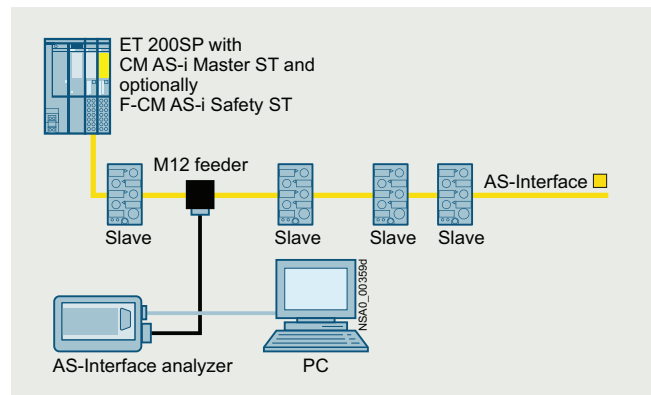 ET 200SP with
CM AS-i Master ST and
optionally
F-CM AS-i Safety ST
M12 feeder
AS-Interface
Slave
Slave
Slave
Slave
NSA0_00359d
AS-Interface analyzer
PC